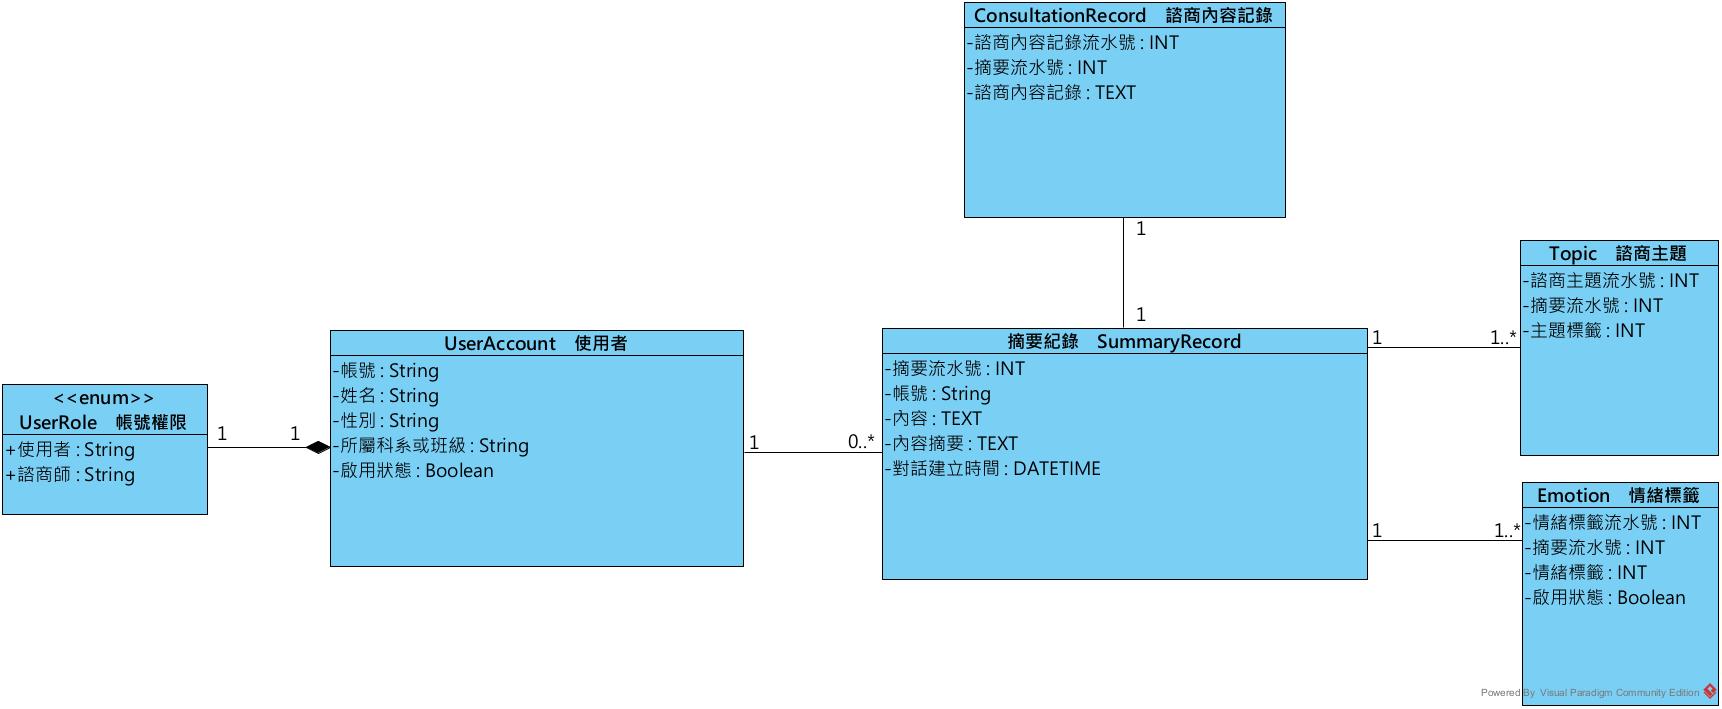 ConsultationRecord 諮商內容記錄
-諮商內容記錄流水號 : INT
-摘要流水號 : INT
-諮商內容記錄 : TEXT
1
1
<<enum>>
UserRole 帳號權限
+使用者 : String
+諮商師 : String
1
1
UserAccount 使用者
-帳號 : String
-姓名 : String
-性別 : String
-所屬科系或班級 : String
-啟用狀態 : Boolean
1
0..*
摘要紀錄 SummaryRecord
-摘要流水號 : INT
-帳號 : String
-內容 : TEXT
-內容摘要 : TEXT
-對話建立時間 : DATETIME
1
1..*
Topic 諮商主題
-諮商主題流水號 : INT
-摘要流水號 : INT
-主題標籤 : INT
1
1..*
Emotion 情緒標籤
-情緒標籤流水號 : INT
-摘要流水號 : INT
-情緒標籤 : INT
-啟用狀態 : Boolean
Powered By Visual Paradigm Community Edition